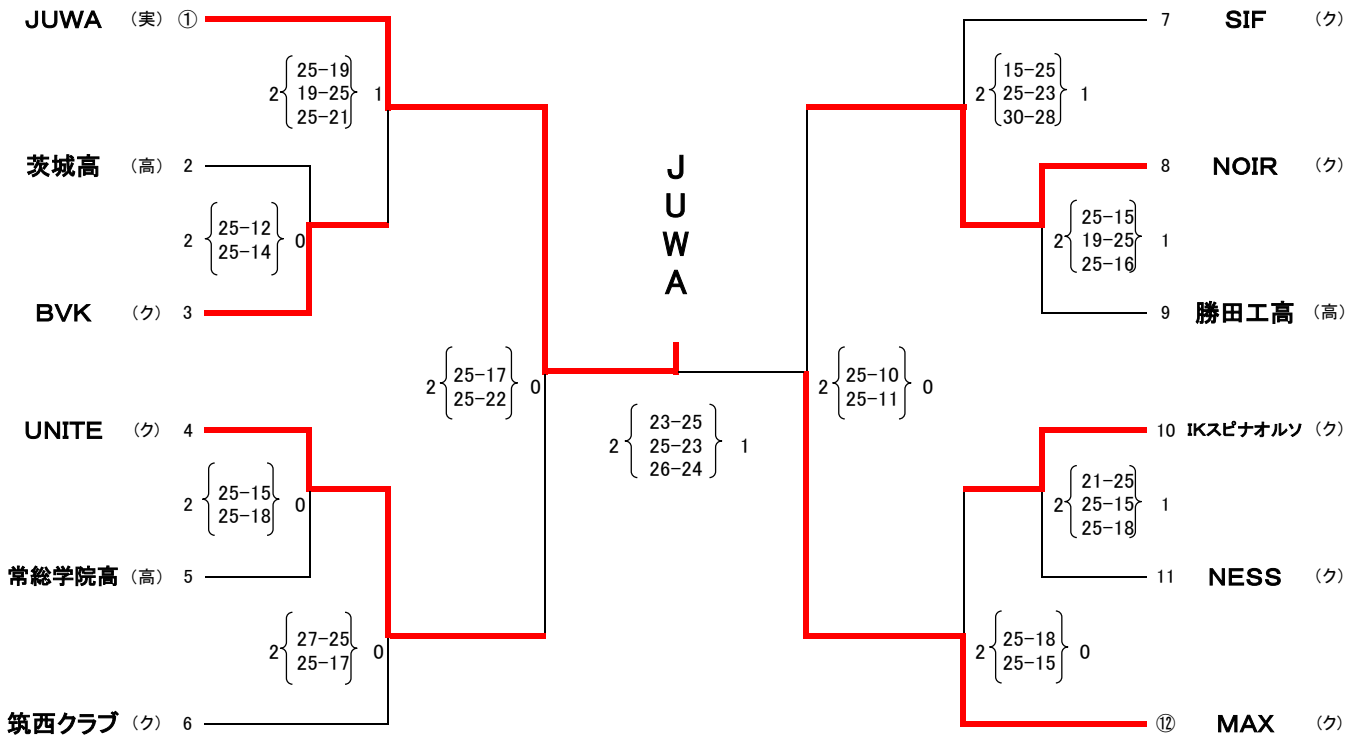 JUWA （実） ①
25−19
2 19−25 1
25−21
茨城高 （高） 2
25−12
2 0
25−14
BVK （ク） 3
25−17
2 0
25−22
UNITE （ク） 4
25−15
2 0
25−18
常総学院高 （高） 5
27−25
2 0
25−17
筑西クラブ （ク） 6
J
U
W
A
23−25
2 25−23 1
26−24
7 SIF （ク）
15−25
2 25−23 1
30−28
8 NOIR （ク）
25−15
2 19−25 1
25−16
9 勝田工高 （高）
25−10
2 0
25−11
10 IKスピナオルソ （ク）
21−25
2 25−15 1
25−18
11 NESS （ク）
25−18
2 0
25−15
⑫ MAX （ク）